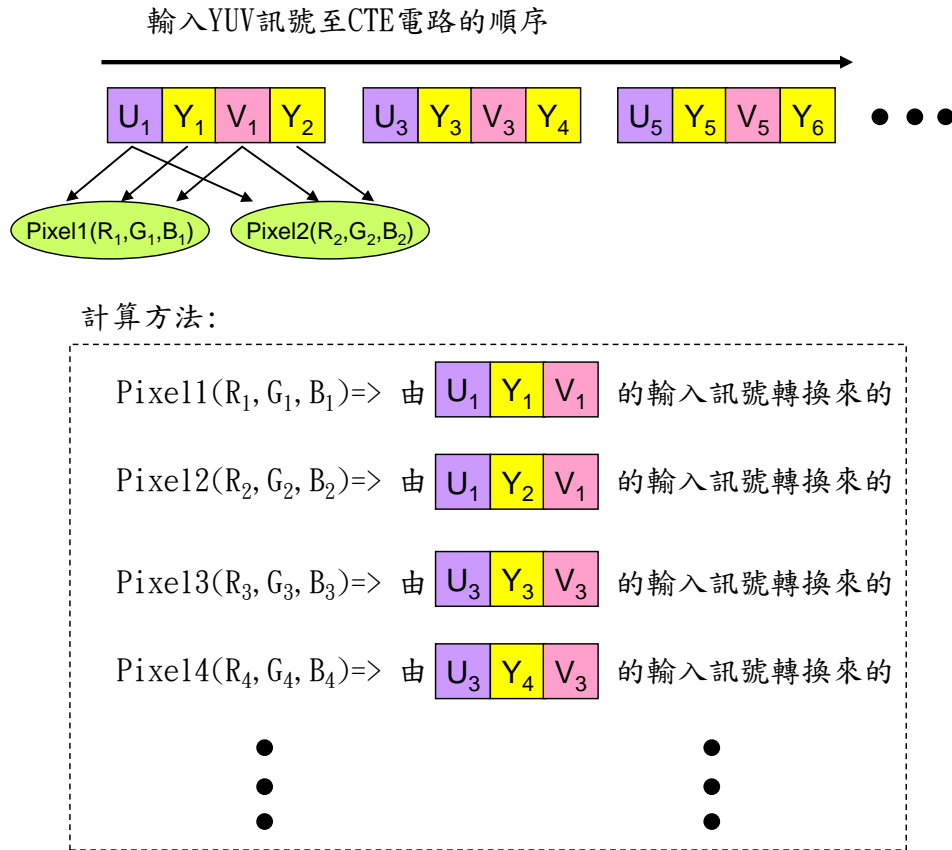 輸入YUV訊號至CTE電路的順序
U₁ Y₁ V₁ Y₂ U₃ Y₃ V₃ Y₄ U₅ Y₅ V₅ Y₆
Pixel1(R₁,G₁,B₁) Pixel2(R₂,G₂,B₂)
計算方法:
Pixel1(R₁,G₁,B₁)=> 由 U₁ Y₁ V₁ 的輸入訊號轉換來的
Pixel2(R₂,G₂,B₂)=> 由 U₁ Y₂ V₁ 的輸入訊號轉換來的
Pixel3(R₃,G₃,B₃)=> 由 U₃ Y₃ V₃ 的輸入訊號轉換來的
Pixel4(R₄,G₄,B₄)=> 由 U₃ Y₄ V₃ 的輸入訊號轉換來的